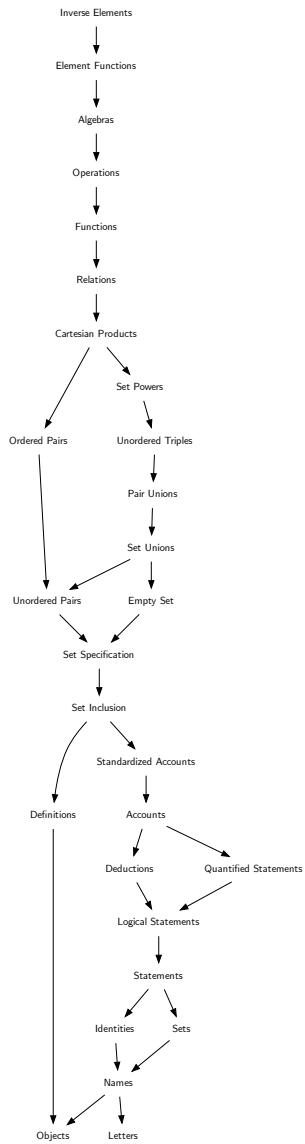 Inverse Elements
Element Functions
Algebras
Operations
Functions
Relations
Cartesian Products
Set Powers
Ordered Pairs
Unordered Triples
Pair Unions
Set Unions
Unordered Pairs
Empty Set
Set Specification
Set Inclusion
Standardized Accounts
Definitions
Accounts
Deductions
Quantified Statements
Logical Statements
Statements
Identities
Sets
Names
Objects
Letters